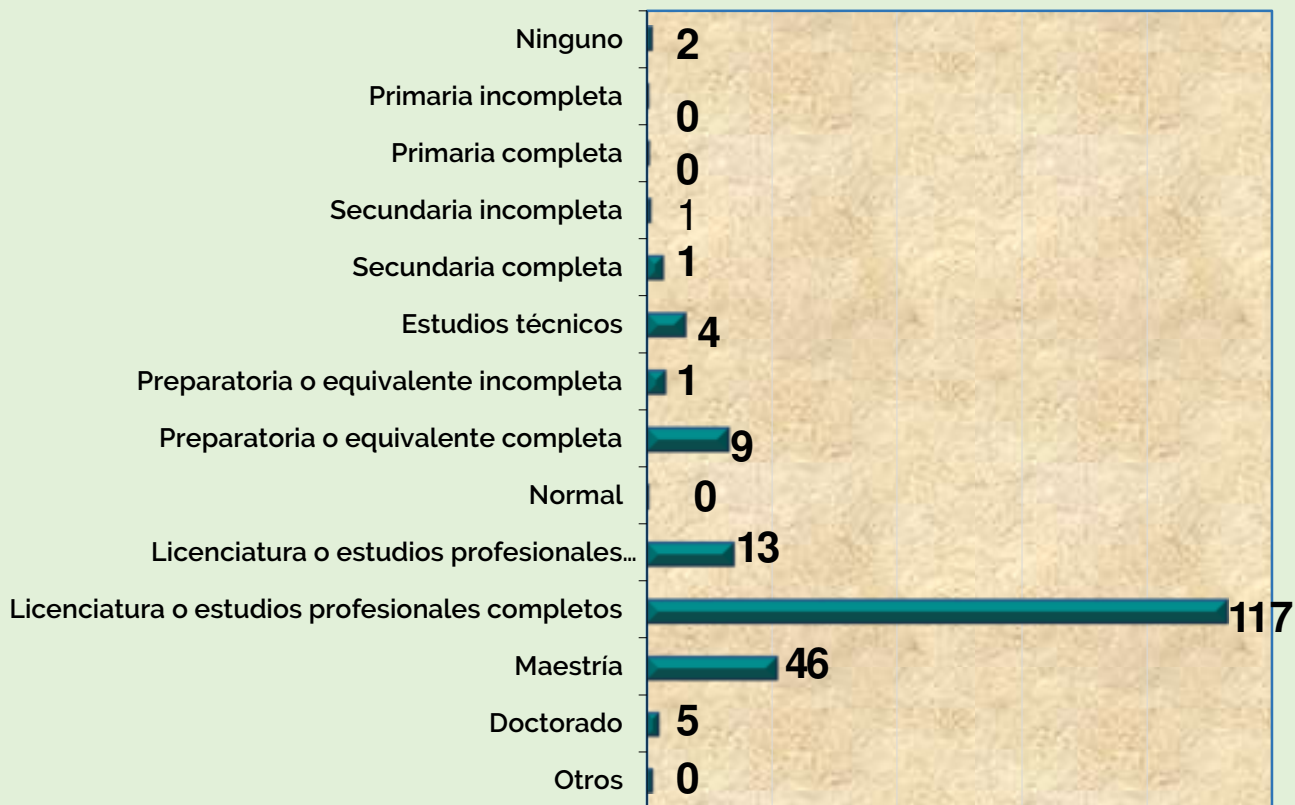 Ninguno 2
Primaria incompleta 0
Primaria completa 0
Secundaria incompleta 1
Secundaria completa 1
Estudios técnicos 4
Preparatoria o equivalente incompleta 1
Preparatoria o equivalente completa 9
Normal 0
Licenciatura o estudios profesionales… 13
Licenciatura o estudios profesionales completos 117
Maestría 46
Doctorado 5
Otros 0